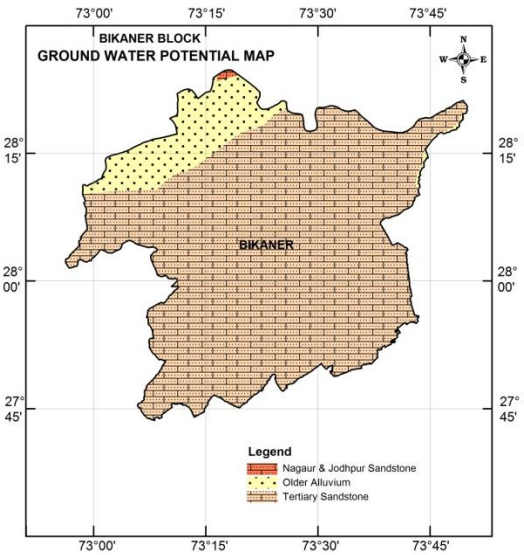 73°00' 73°15' 73°30' 73°45'
BIKANER BLOCK
GROUND WATER POTENTIAL MAP
N
W E
S
28°
15'
28°
15'
BIKANER
28°
00'
28°
00'
27°
45'
27°
45'
Legend
Nagaur & Jodhpur Sandstone
Older Alluvium
Tertiary Sandstone
73°00' 73°15' 73°30' 73°45'